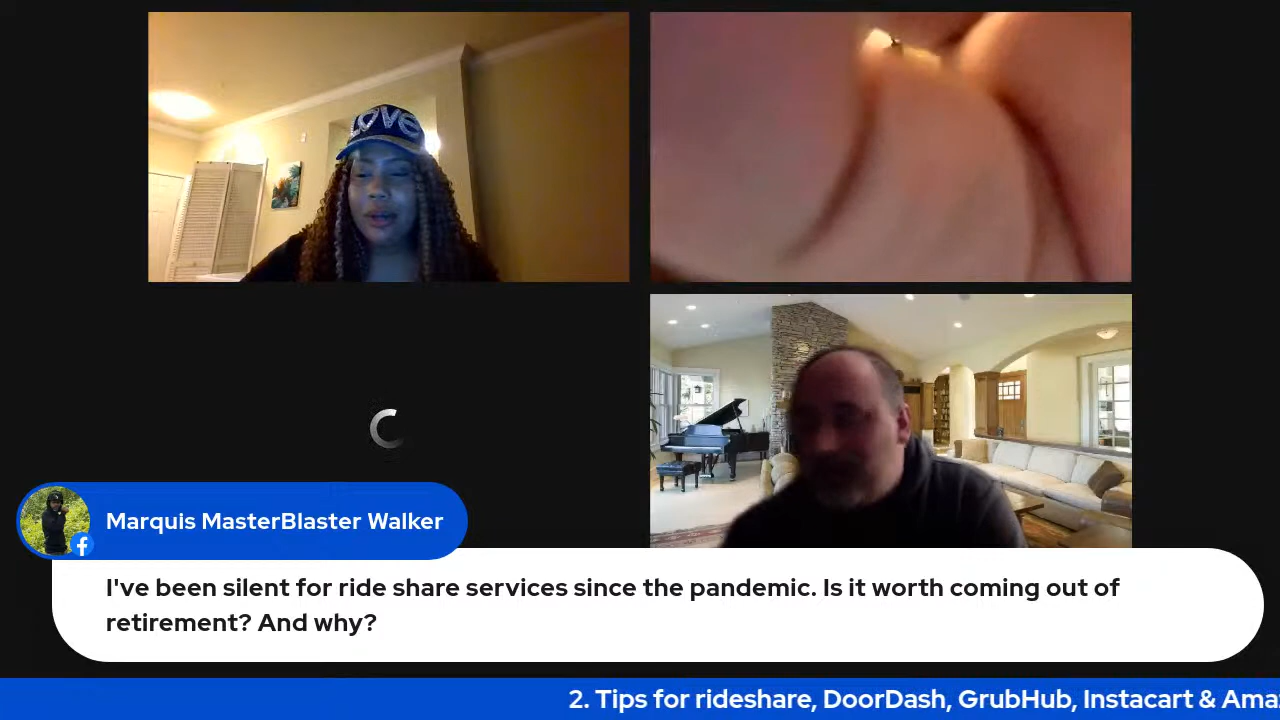 LOVE
Marquis MasterBlaster Walker
I've been silent for ride share services since the pandemic. Is it worth coming out of
retirement? And why?
2. Tips for rideshare, DoorDash, GrubHub, Instacart & Ama